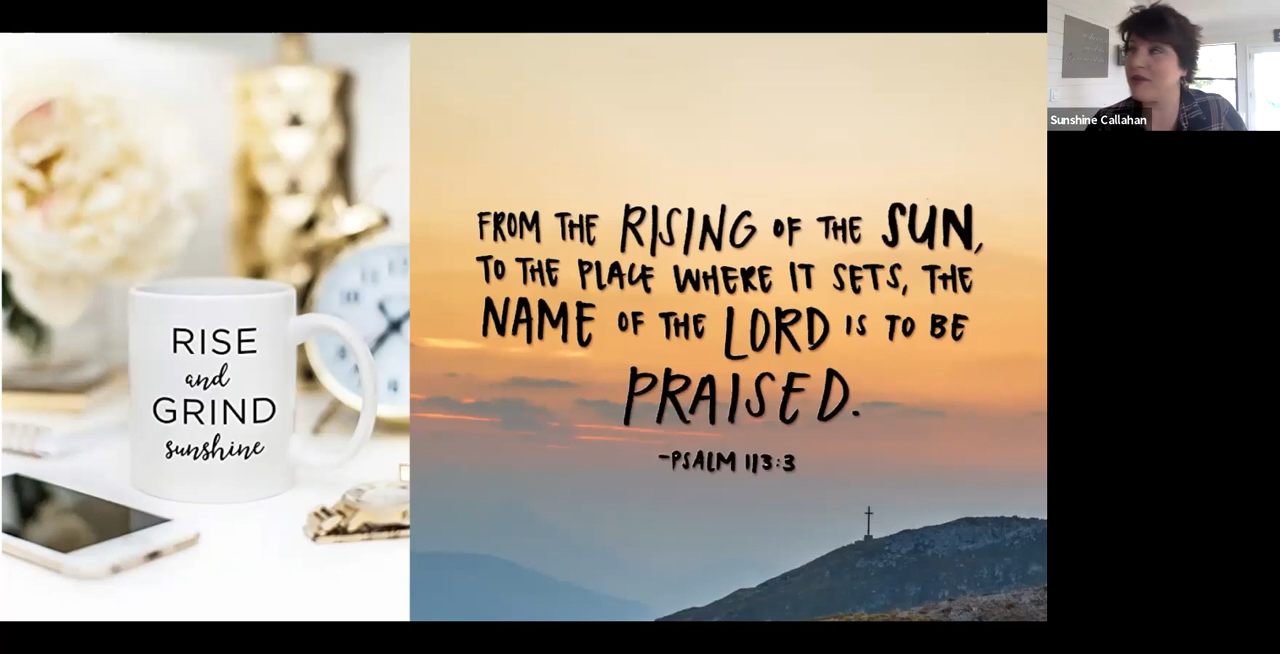 RISE
and
GRIND
sunshine
FROM THE RISING OF THE SUN,
TO THE PLACE WHERE IT SETS, THE
NAME OF THE LORD IS TO BE
PRAISED.
-PSALM 113:3
Sunshine Callahan